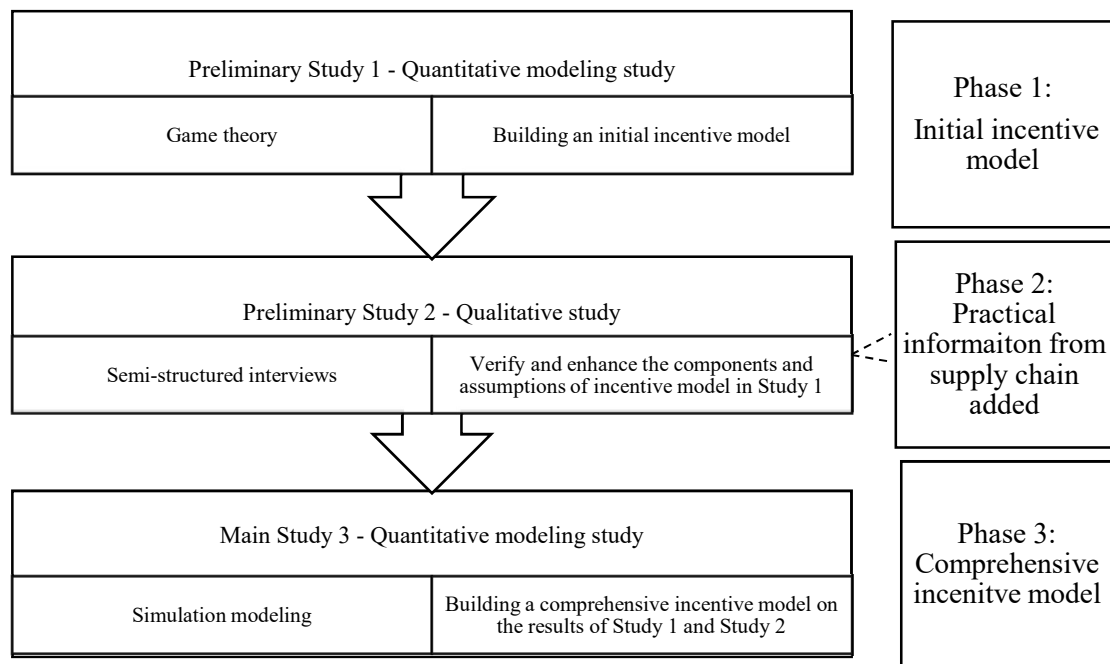 Preliminary Study 1 - Quantitative modeling study
Game theory
Building an initial incentive model
Phase 1:
Initial incentive
model
Preliminary Study 2 - Qualitative study
Semi-structured interviews
Verify and enhance the components and
assumptions of incentive model in Study 1
Phase 2:
Practical
informaiton from
supply chain
added
Main Study 3 - Quantitative modeling study
Simulation modeling
Building a comprehensive incentive model on
the results of Study 1 and Study 2
Phase 3:
Comprehensive
incenitve model